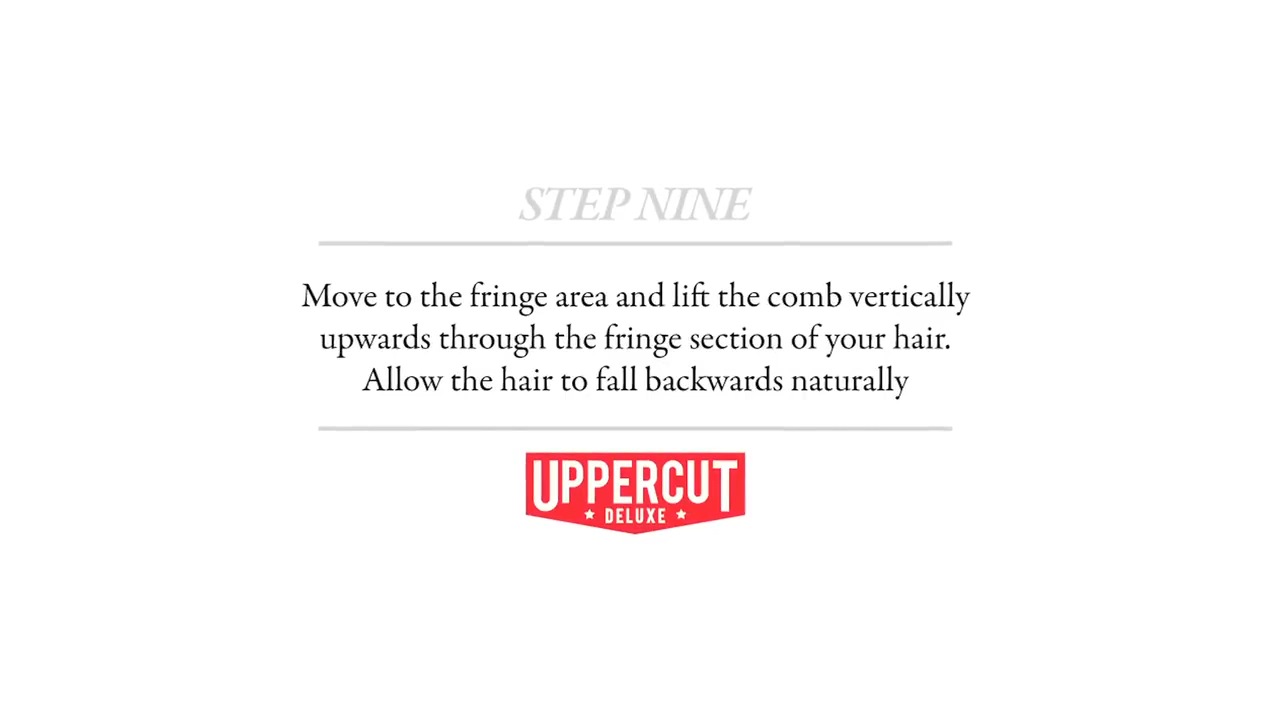 STEP NINE
Move to the fringe area and lift the comb vertically
upwards through the fringe section of your hair.
Allow the hair to fall backwards naturally
UPPERCUT
DELUXE